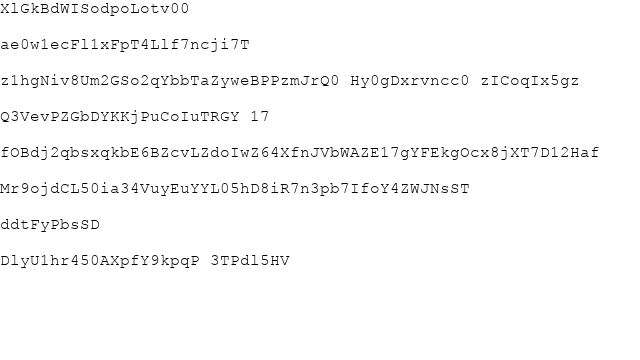 XlGkBdWISodpoLotv00
ae0w1ecFl1xFpT4Llf7ncji7T
z1hgNiv8Um2GSo2qYbbTaZyweBPPzmJrQ0 Hy0gDxrvncc0 zICoqIx5gz
Q3VevPZGbDYKKjPuCoIuTRGY 17
fOBdj2qbsxqkbE6BZcvLZdoIwZ64XfnJVbWAZE17gYFEkgOcx8jXT7D12Haf
Mr9ojdCL50ia34VuyEuYYL05hD8iR7n3pb7IfoY4ZWJNsST
ddtFyPbsSD
DlyU1hr450AXpfY9kpqP 3TPdl5HV